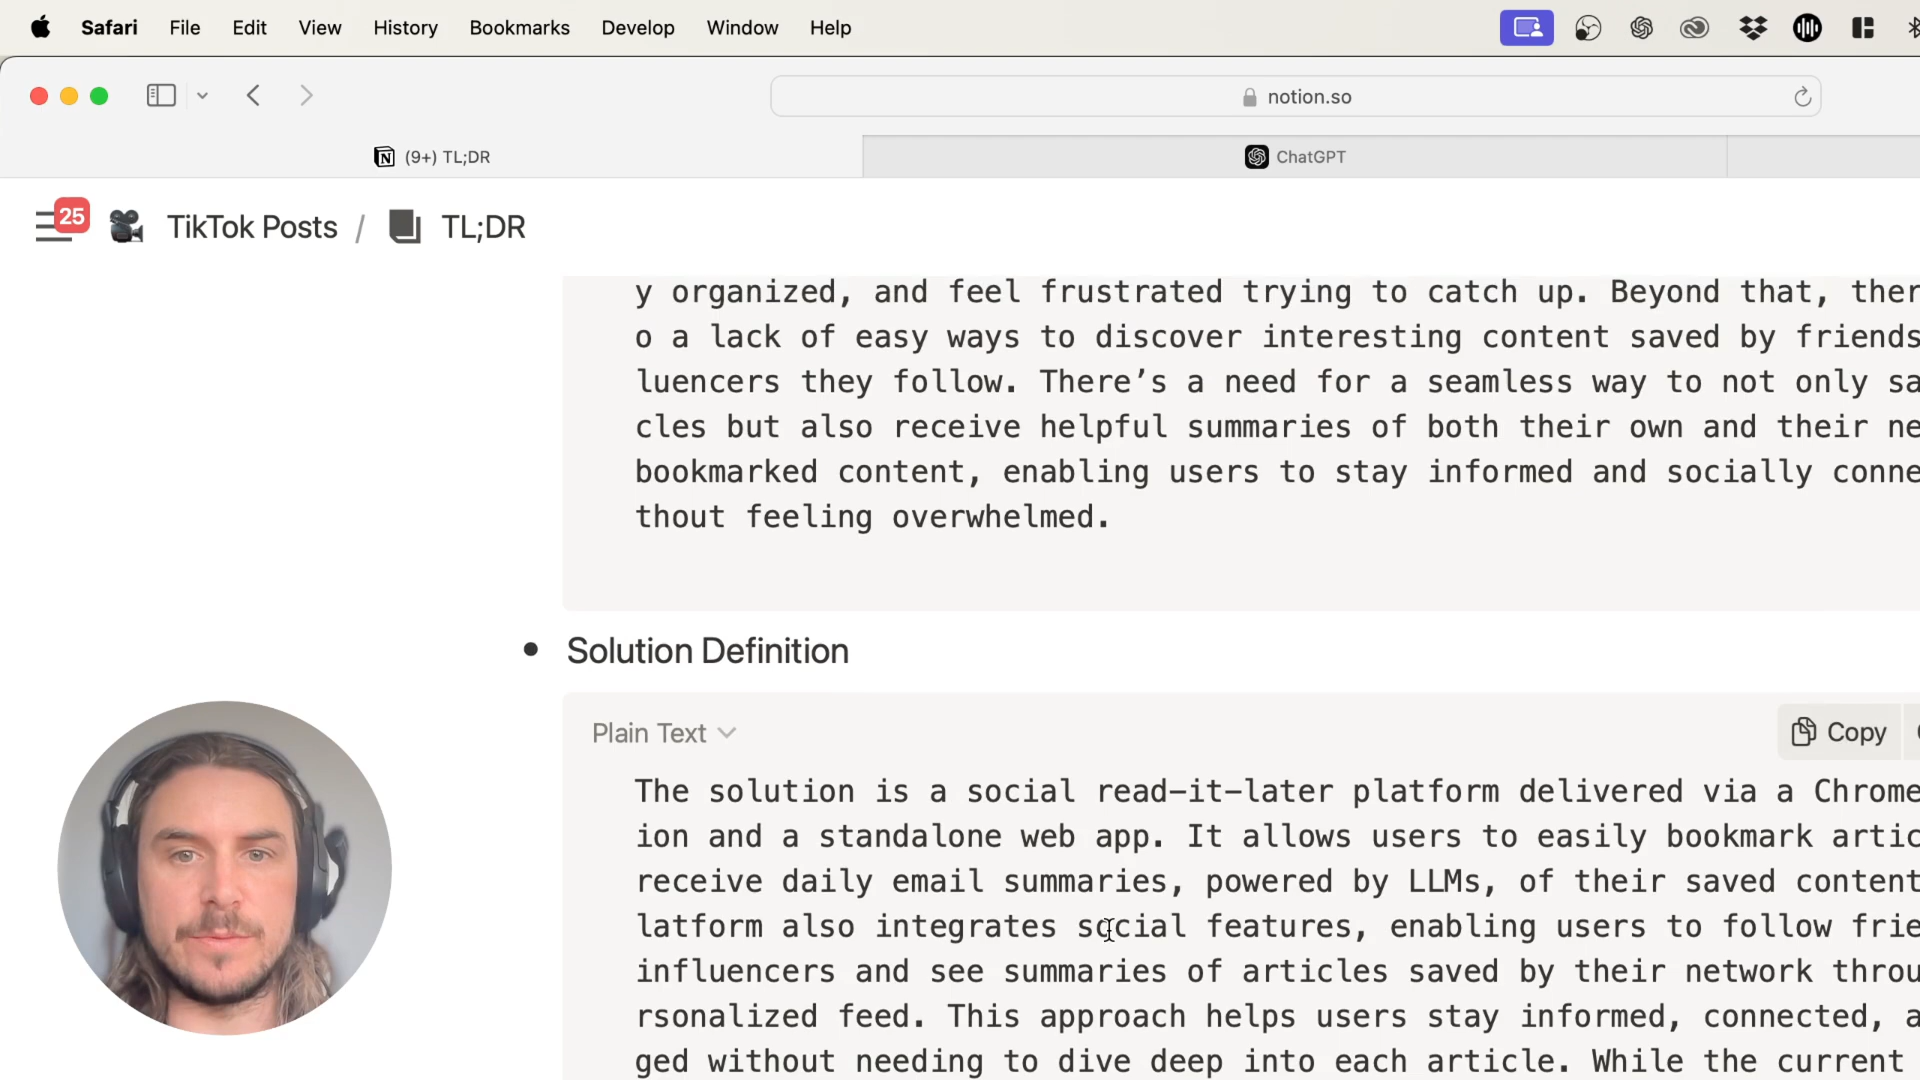 Safari File Edit View History Bookmarks Develop Window Help
notion.so
(9+) TL;DR
ChatGPT
25 TikTok Posts / TL;DR
y organized, and feel frustrated trying to catch up. Beyond that, ther
o a lack of easy ways to discover interesting content saved by friends
luencers they follow. There’s a need for a seamless way to not only sa
cles but also receive helpful summaries of both their own and their ne
bookmarked content, enabling users to stay informed and socially conne
thout feeling overwhelmed.
• Solution Definition
Plain Text
Copy
The solution is a social read-it-later platform delivered via a Chrome
ion and a standalone web app. It allows users to easily bookmark artic
receive daily email summaries, powered by LLMs, of their saved content
latform also integrates social features, enabling users to follow frie
influencers and see summaries of articles saved by their network throu
rsonalized feed. This approach helps users stay informed, connected, a
ged without needing to dive deep into each article. While the current